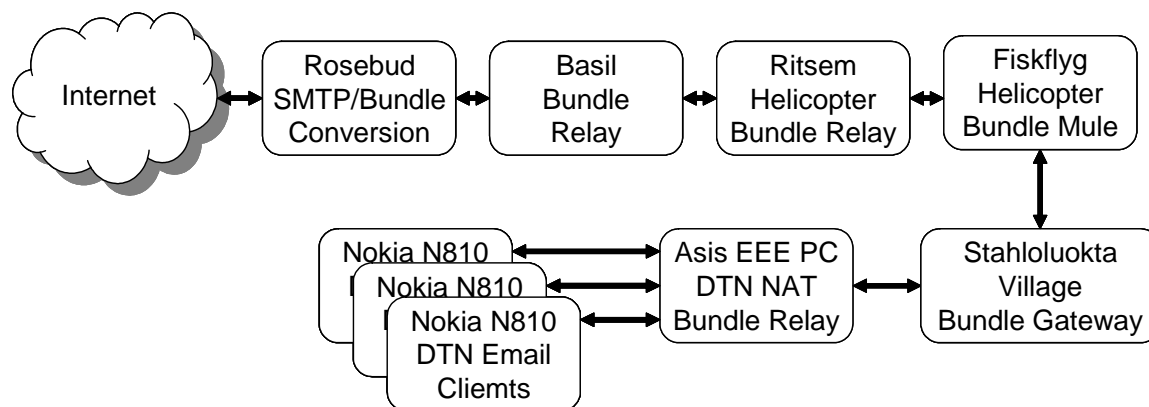 Internet
Rosebud
SMTP/Bundle
Conversion
Basil
Bundle
Relay
Ritsem
Helicopter
Bundle Relay
Fiskflyg
Helicopter
Bundle Mule
Nokia N810
Nokia N810
Nokia N810
DTN Email
Cliemts
Asis EEE PC
DTN NAT
Bundle Relay
Stahloluokta
Village
Bundle Gateway